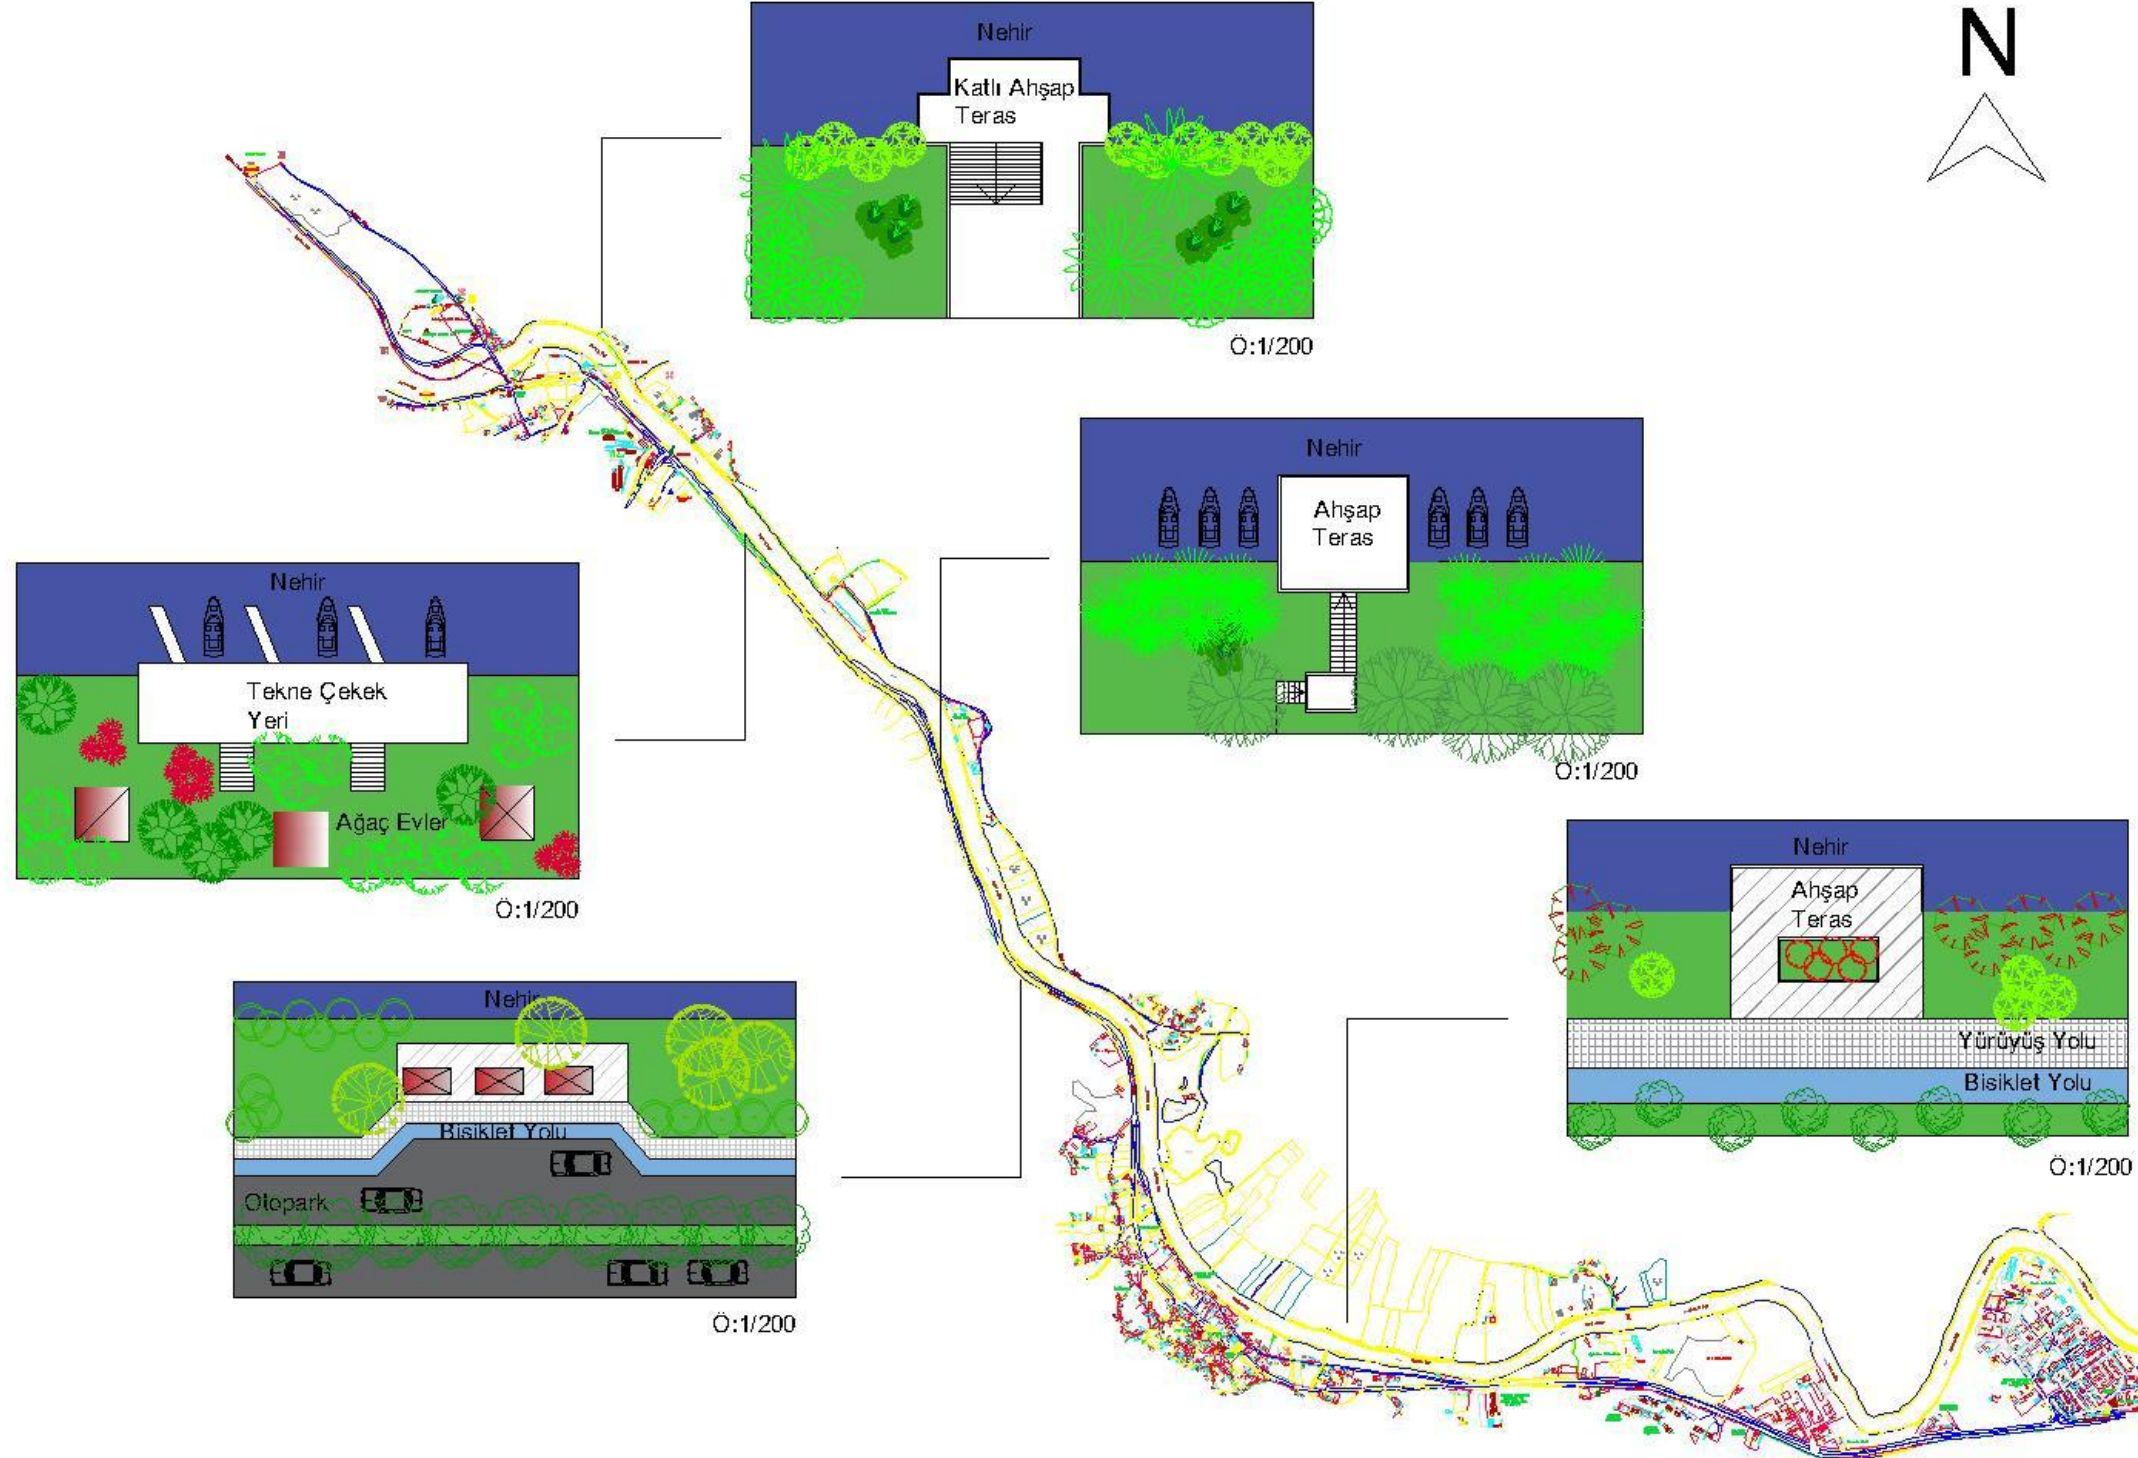 N
Nehir
Katlı Ahşap
Teras
Ö:1/200
Nehir
Ahşap
Teras
Ö:1/200
Nehir
Tekne Çekek
Yeri
Ağaç Evler
Ö:1/200
Nehir
Ahşap
Teras
Yürüyüş Yolu
Bisiklet Yolu
Ö:1/200
Nehir
Bisiklet Yolu
Otopark
Ö:1/200